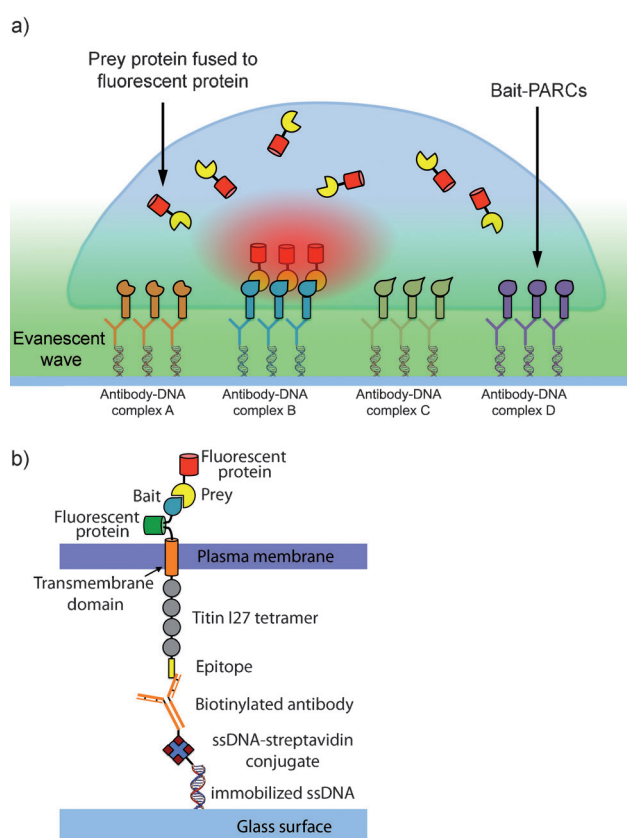 a)
Prey protein fused to
fluorescent protein
Bait-PARCs
Evanescent
wave
Antibody-DNA
complex A
Antibody-DNA
complex B
Antibody-DNA
complex C
Antibody-DNA
complex D
b)
Fluorescent
protein
Bait
Prey
Fluorescent
protein
Plasma membrane
Transmembrane
domain
Titin I27 tetramer
Epitope
Biotinylated antibody
ssDNA-streptavidin
conjugate
immobilized ssDNA
Glass surface